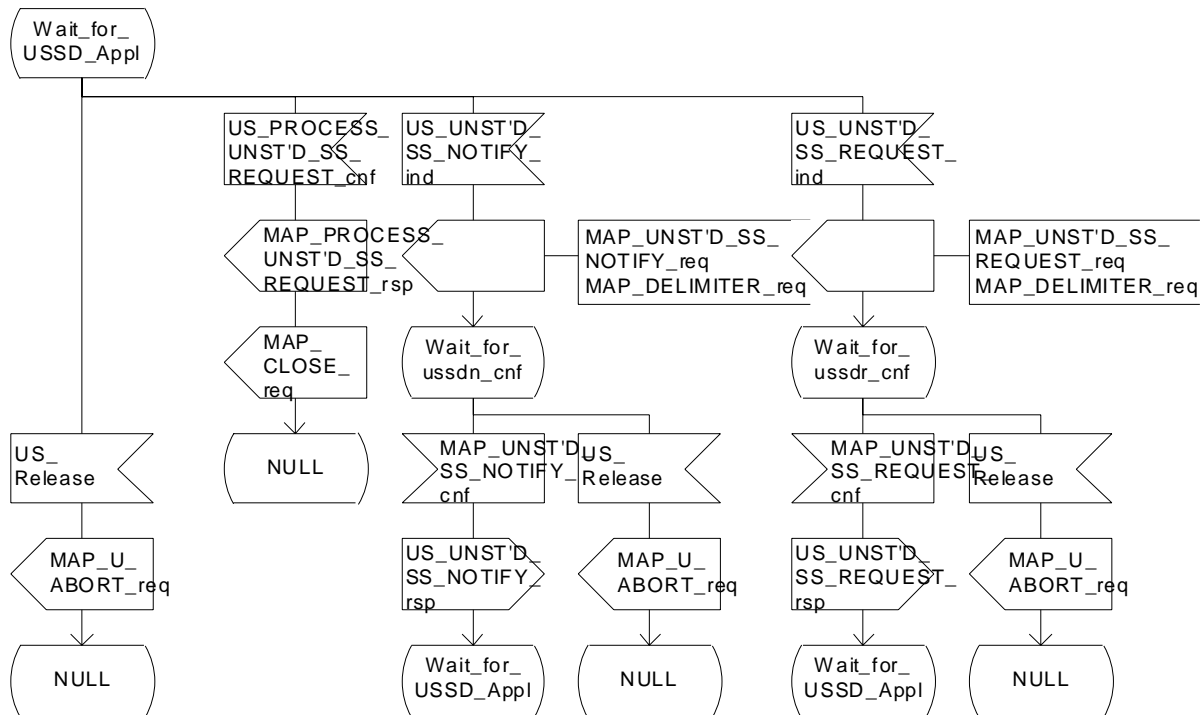 Wait_for_
USSD_Appl
US_PROCESS_
UNST'D_SS_
REQUEST_cnf
US_UNST'D_
SS_NOTIFY_
ind
US_UNST'D_
SS_REQUEST_
ind
MAP_PROCESS_
UNST'D_SS_
REQUEST_rsp
MAP_UNST'D_SS_
NOTIFY_req
MAP_DELIMITER_req
MAP_UNST'D_SS_
REQUEST_req
MAP_DELIMITER_req
MAP_
CLOSE_
req
Wait_for_
ussdn_cnf
Wait_for_
ussdr_cnf
US_
Release
NULL
MAP_UNST'D_
SS_NOTIFY_
cnf
US_
Release
MAP_UNST'D_
SS_REQUEST_
cnf
US_
Release
MAP_U_
ABORT_req
US_UNST'D_
SS_NOTIFY_
rsp
MAP_U_
ABORT_req
US_UNST'D_
SS_REQUEST_
rsp
MAP_U_
ABORT_req
NULL
Wait_for_
USSD_Appl
NULL
Wait_for_
USSD_Appl
NULL